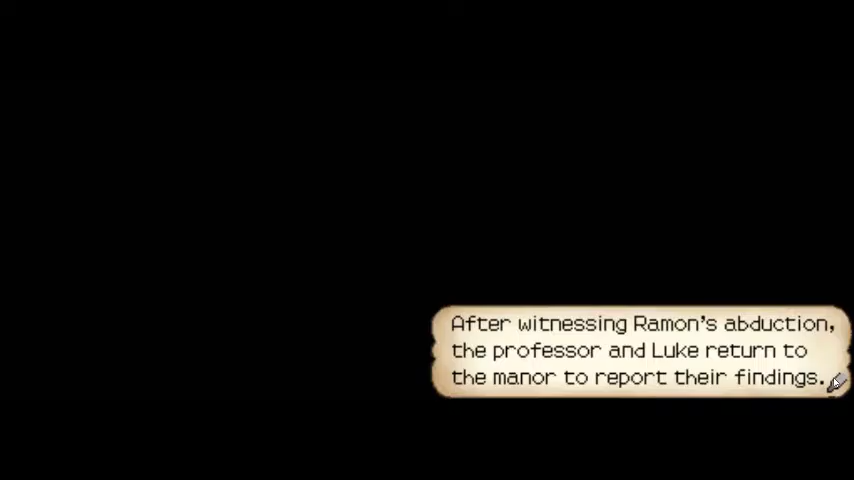 After witnessing Ramon's abduction,
the professor and Luke return to
the manor to report their findings.